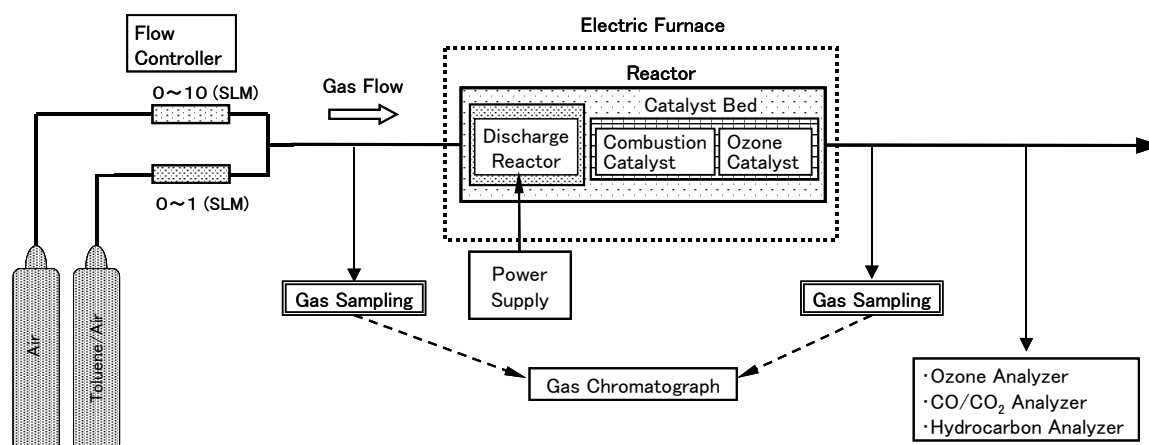 Flow
Controller
0～10 (SLM)
0～1 (SLM)
Air
Toluene/Air
Gas Flow
Electric Furnace
Reactor
Catalyst Bed
Discharge
Reactor
Combustion
Catalyst
Ozone
Catalyst
Power
Supply
Gas Sampling
Gas Sampling
Gas Chromatograph
・Ozone Analyzer
・CO/CO₂ Analyzer
・Hydrocarbon Analyzer